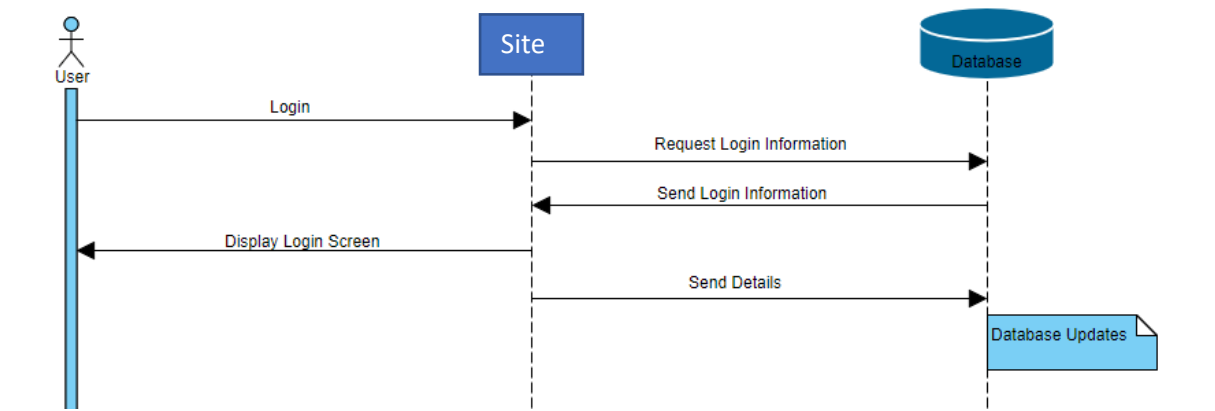 User
Site
Database
Login
Request Login Information
Send Login Information
Display Login Screen
Send Details
Database Updates